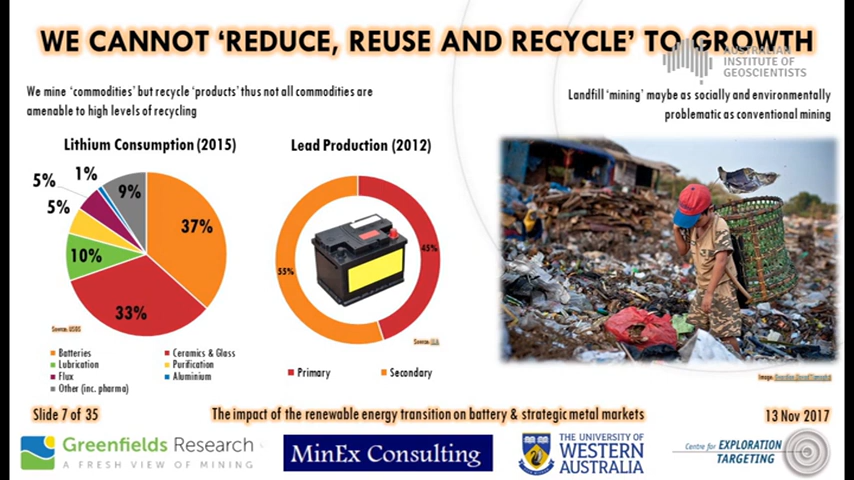 WE CANNOT ‘REDUCE, REUSE AND RECYCLE’ TO GROWTH
AUSTRALIAN
INSTITUTE OF
GEOSCIENTISTS
We mine ‘commodities’ but recycle ‘products’ thus not all commodities are
amenable to high levels of recycling
Landfill ‘mining’ maybe as socially and environmentally
problematic as conventional mining
Lithium Consumption (2015)
Lead Production (2012)
1%
5%
9%
5%
37%
10%
33%
45%
55%
Source: USGS
Source:
Batteries
Ceramics & Glass
Lubrication
Purification
Flux
Aluminium
Other (inc. pharma)
Primary
Secondary
Image:
Slide 7 of 35
The impact of the renewable energy transition on battery & strategic metal markets
13 Nov 2017
Greenfields Research
A FRESH VIEW OF MINING
MinEx Consulting
THE UNIVERSITY OF
WESTERN
AUSTRALIA
Centre for EXPLORATION
TARGETING